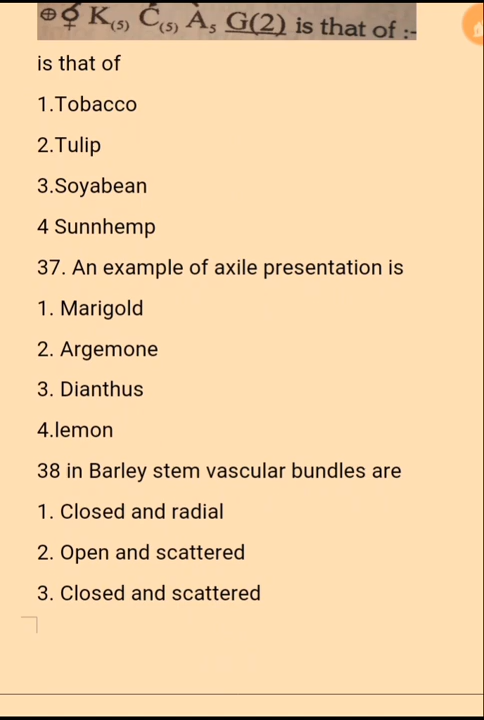 ⊕ ⚥ K₍₅₎ C₍₅₎ A₅ G(2) is that of :-
is that of
1.Tobacco
2.Tulip
3.Soyabean
4 Sunnhemp
37. An example of axile presentation is
1. Marigold
2. Argemone
3. Dianthus
4.lemon
38 in Barley stem vascular bundles are
1. Closed and radial
2. Open and scattered
3. Closed and scattered